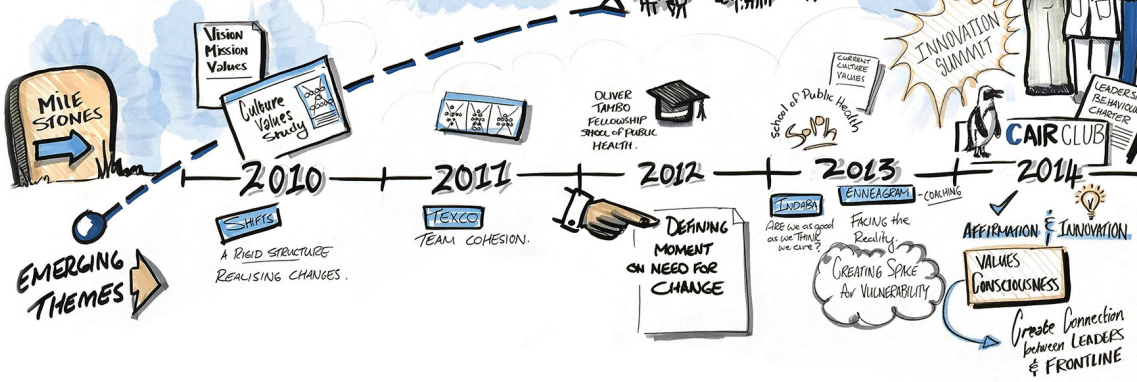 MILE
STONES
Vision
Mission
Values
Culture
Values
Study
OLIVER
TAMBO
FELLOWSHIP
SCHOOL of PUBLIC
HEALTH.
School of Public Health
SoPH
CURRENT
CULTURE
VALUES
INNOVATION
SUMMIT
LEADERS
BEHAVIOU
CHARTER
CAIR CLUB
2010
2011
2012
2013
2014
EMERGING
THEMES
SHIFTS
A RIGID STRUCTURE
REALISING CHANGES.
TEXCO
TEAM COHESION.
DEFINING
MOMENT
ON NEED FOR
CHANGE
INDABA
ARE we as good
as we THINK
we are?
ENNEAGRAM - COACHING
FACING the
Reality.
CREATING SPACE
for VULNERABILITY
AFFIRMATION & INNOVATION
VALUES
CONSCIOUSNESS
Create Connection
between LEADERS
& FRONTLINE